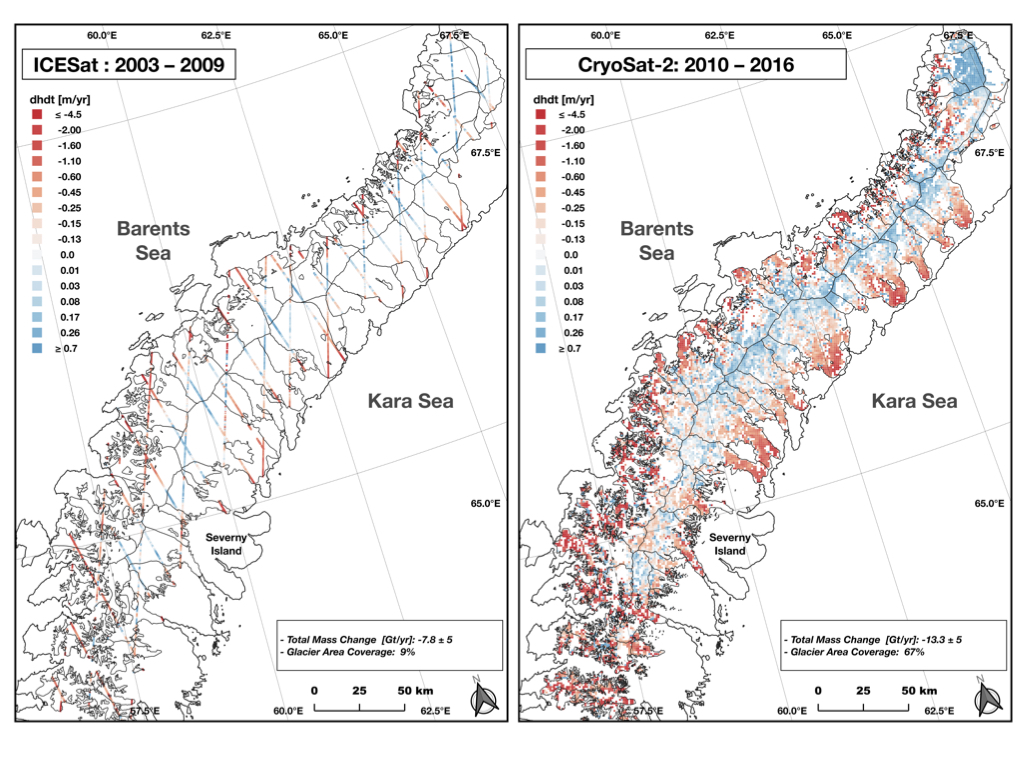 60.0°E 62.5°E 65.0°E 67.5°E
ICESat : 2003 – 2009
dhdt [m/yr]
≤ -4.5
-2.00
-1.60
-1.10
-0.60
-0.45
-0.25
-0.15
-0.13
0.0
0.01
0.03
0.08
0.17
0.26
≥ 0.7
67.5°E
Barents
Sea
Kara Sea
65.0°E
Severny
Island
- Total Mass Change [Gt/yr]: -7.8 ± 5
- Glacier Area Coverage: 9%
0 25 50 km
N
57.5°E 60.0°E 62.5°E
60.0°E 62.5°E 65.0°E 67.5°E
CryoSat-2: 2010 – 2016
dhdt [m/yr]
≤ -4.5
-2.00
-1.60
-1.10
-0.60
-0.45
-0.25
-0.15
-0.13
0.0
0.01
0.03
0.08
0.17
0.26
≥ 0.7
67.5°E
Barents
Sea
Kara Sea
65.0°E
Severny
Island
- Total Mass Change [Gt/yr]: -13.3 ± 5
- Glacier Area Coverage: 67%
0 25 50 km
N
57.5°E 60.0°E 62.5°E